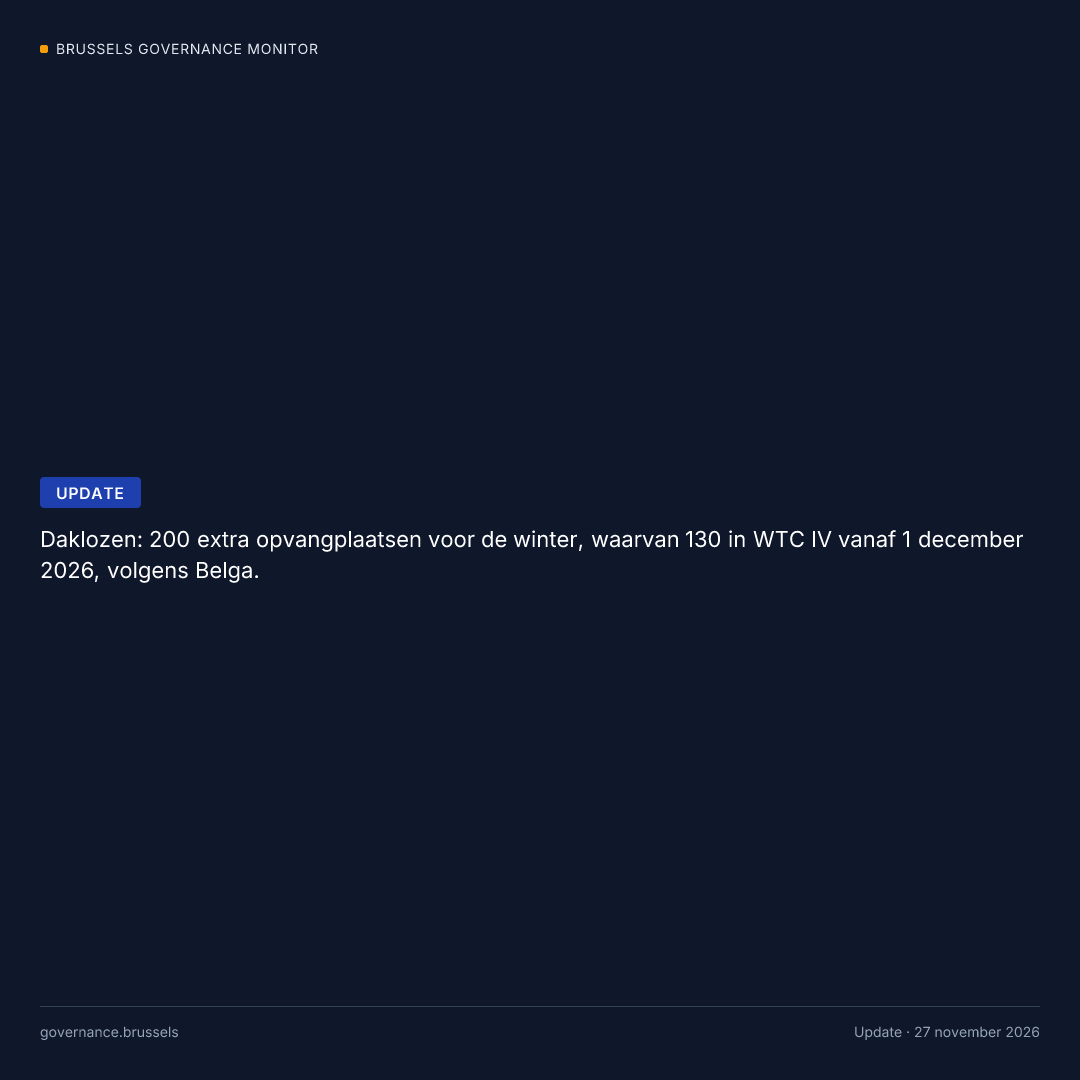 BRUSSELS GOVERNANCE MONITOR
UPDATE
Daklozen: 200 extra opvangplaatsen voor de winter, waarvan 130 in WTC IV vanaf 1 december
2026, volgens Belga.
governance.brussels
Update · 27 november 2026